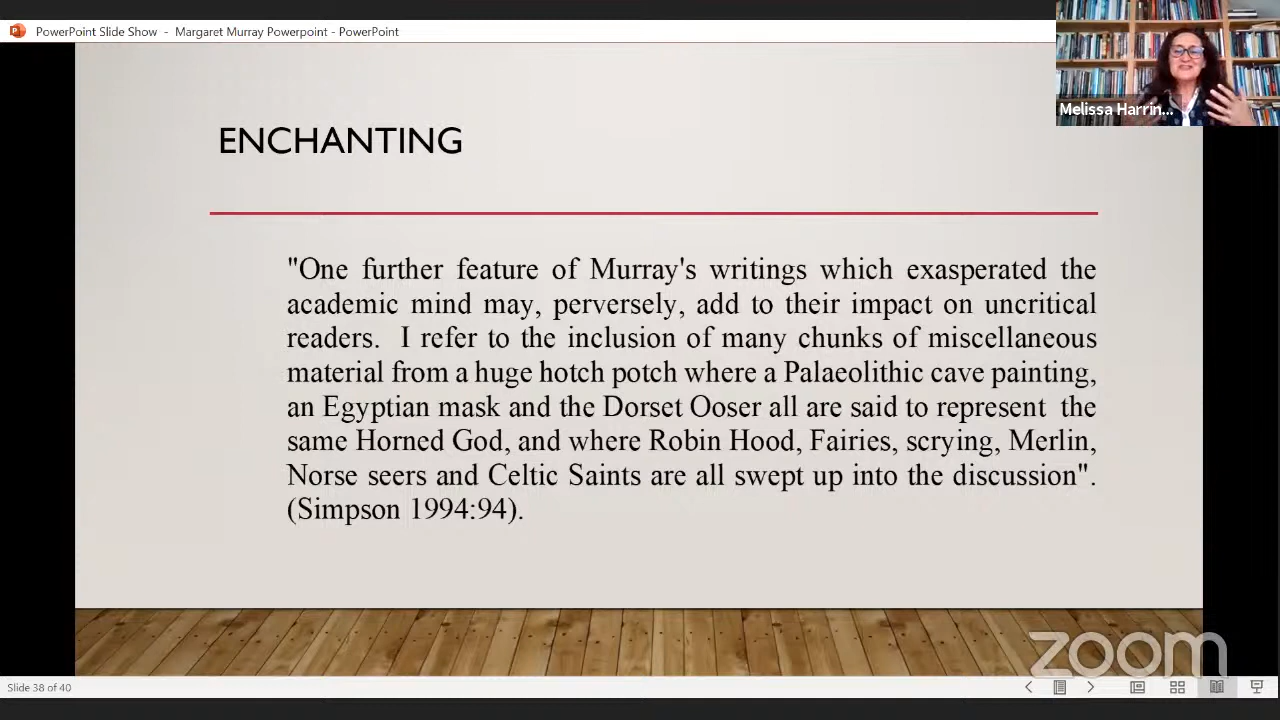 PowerPoint Slide Show - Margaret Murray Powerpoint - PowerPoint
Melissa Harrin...
ENCHANTING
"One further feature of Murray's writings which exasperated the
academic mind may, perversely, add to their impact on uncritical
readers. I refer to the inclusion of many chunks of miscellaneous
material from a huge hotch potch where a Palaeolithic cave painting,
an Egyptian mask and the Dorset Ooser all are said to represent the
same Horned God, and where Robin Hood, Fairies, scrying, Merlin,
Norse seers and Celtic Saints are all swept up into the discussion".
(Simpson 1994:94).
zoom
Slide 38 of 40